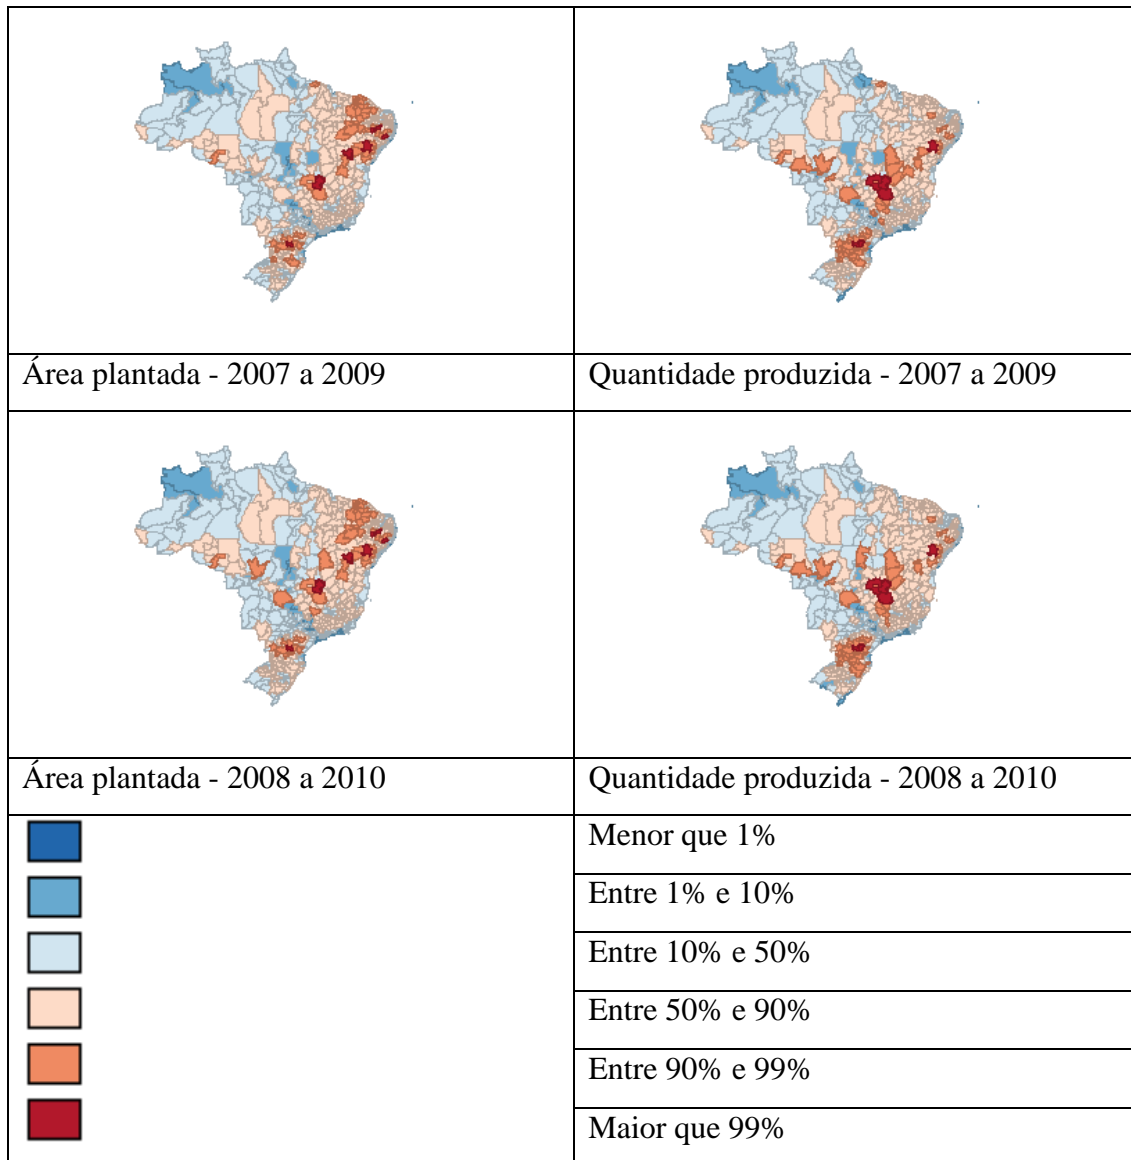 Área plantada - 2007 a 2009
Quantidade produzida - 2007 a 2009
Área plantada - 2008 a 2010
Quantidade produzida - 2008 a 2010
Menor que 1%
Entre 1% e 10%
Entre 10% e 50%
Entre 50% e 90%
Entre 90% e 99%
Maior que 99%